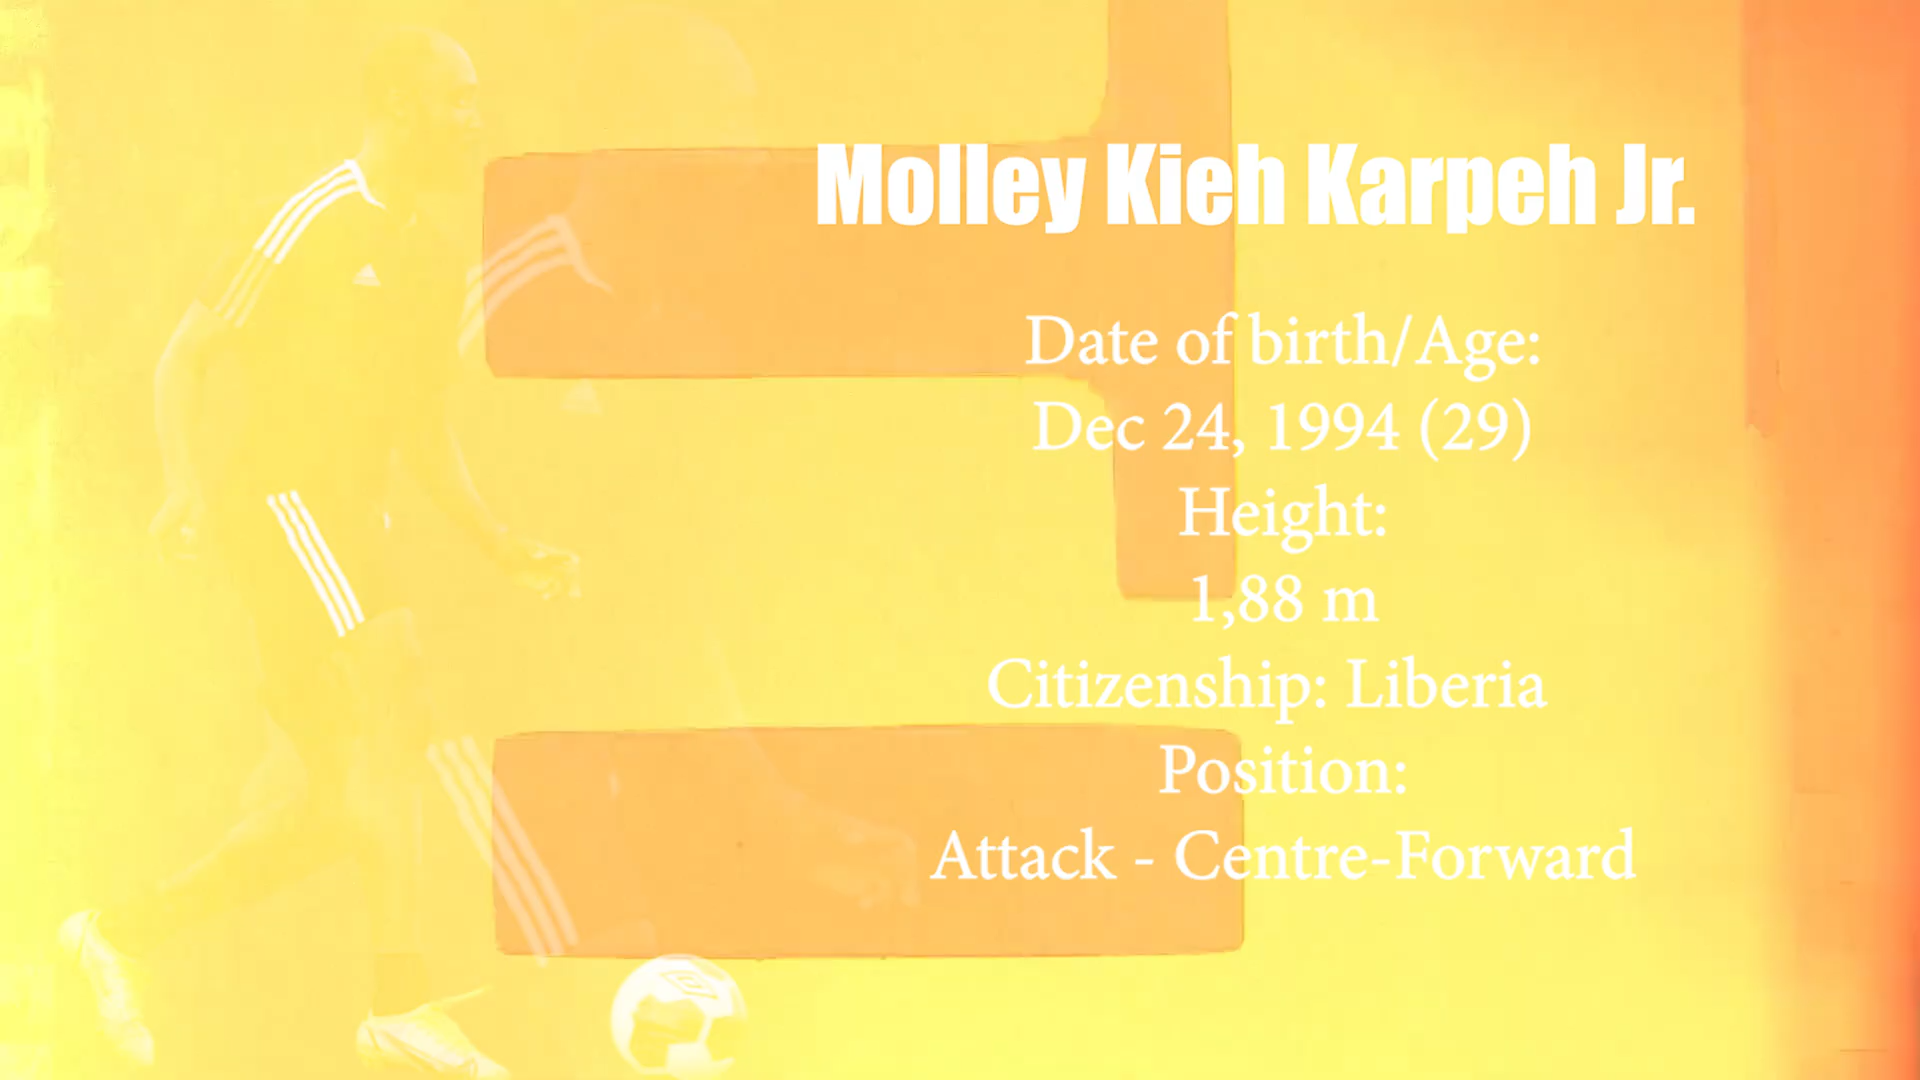 Molley Kieh Karpeh Jr.
Date of birth/Age:
Dec 24, 1994 (29)
Height:
1,88 m
Citizenship: Liberia
Position:
Attack - Centre-Forward